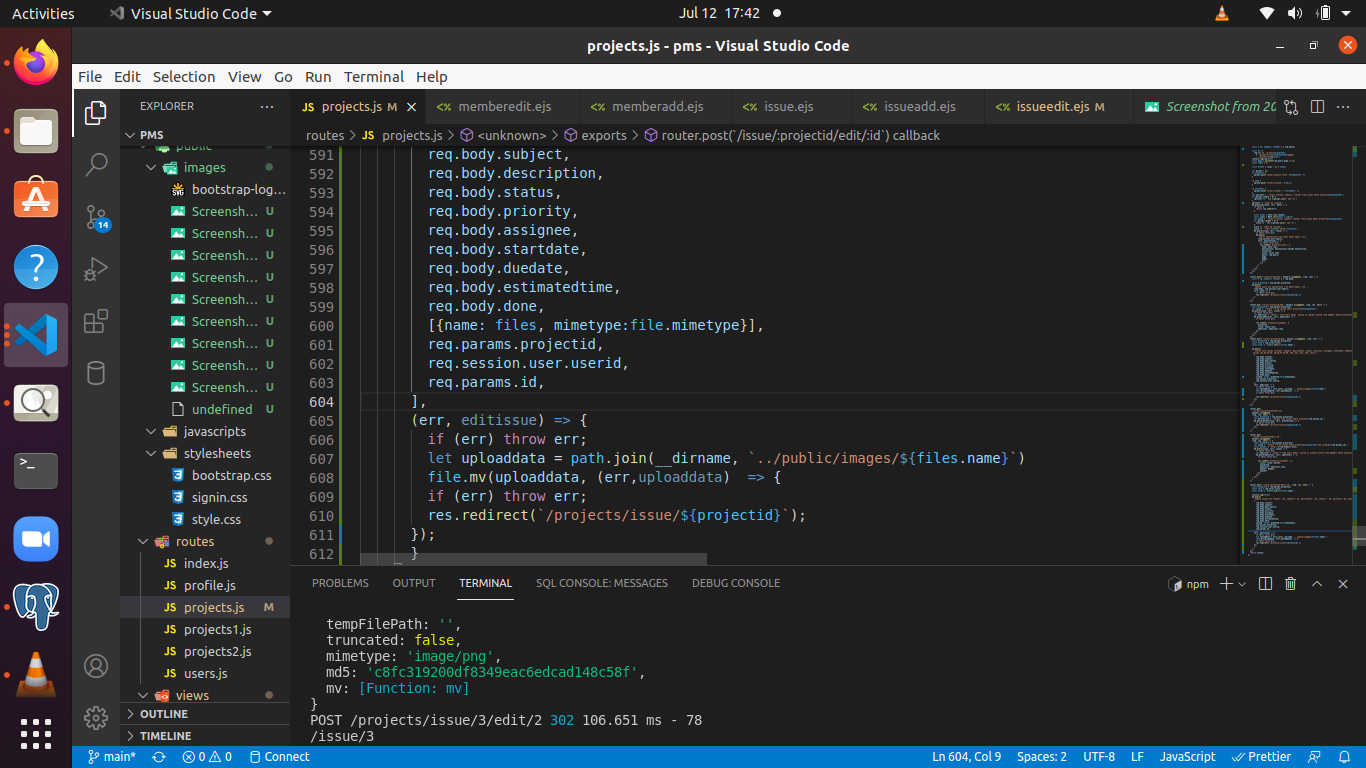 Activities
Visual Studio Code
Jul 12 17:42
projects.js - pms - Visual Studio Code
File Edit Selection View Go Run Terminal Help
EXPLORER
JS projects.js M
<%> memberedit.ejs
<%> memberadd.ejs
<%> issue.ejs
<%> issueadd.ejs
<%> issueedit.ejs M
Screenshot from 20
routes > JS projects.js > <unknown> > exports > router.post(`/issue/:projectid/edit/:id`) callback
PMS
public
images
bootstrap-log...
Screensh... U
Screensh... U
Screensh... U
Screensh... U
Screensh... U
Screensh... U
Screensh... U
Screensh... U
Screensh... U
undefined U
javascripts
stylesheets
bootstrap.css
signin.css
style.css
routes
JS index.js
JS profile.js
JS projects.js M
JS projects1.js
JS projects2.js
JS users.js
views
OUTLINE
TIMELINE
14
591 req.body.subject,
592 req.body.description,
593 req.body.status,
594 req.body.priority,
595 req.body.assignee,
596 req.body.startdate,
597 req.body.duedate,
598 req.body.estimatedtime,
599 req.body.done,
600 [{name: files, mimetype:file.mimetype}],
601 req.params.projectid,
602 req.session.user.userid,
603 req.params.id,
604 ],
605 (err, editissue) => {
606 if (err) throw err;
607 let uploaddata = path.join(__dirname, `../public/images/${files.name}`)
608 file.mv(uploaddata, (err,uploaddata) => {
609 if (err) throw err;
610 res.redirect(`/projects/issue/${projectid}`);
611 });
612 }
PROBLEMS OUTPUT TERMINAL SQL CONSOLE: MESSAGES DEBUG CONSOLE
npm
tempFilePath: '',
truncated: false,
mimetype: 'image/png',
md5: 'c8fc319200df8349eac6edcad148c58f',
mv: [Function: mv]
}
POST /projects/issue/3/edit/2 302 106.651 ms - 78
/issue/3
main* 0 0 Connect
Ln 604, Col 9 Spaces: 2 UTF-8 LF JavaScript Prettier